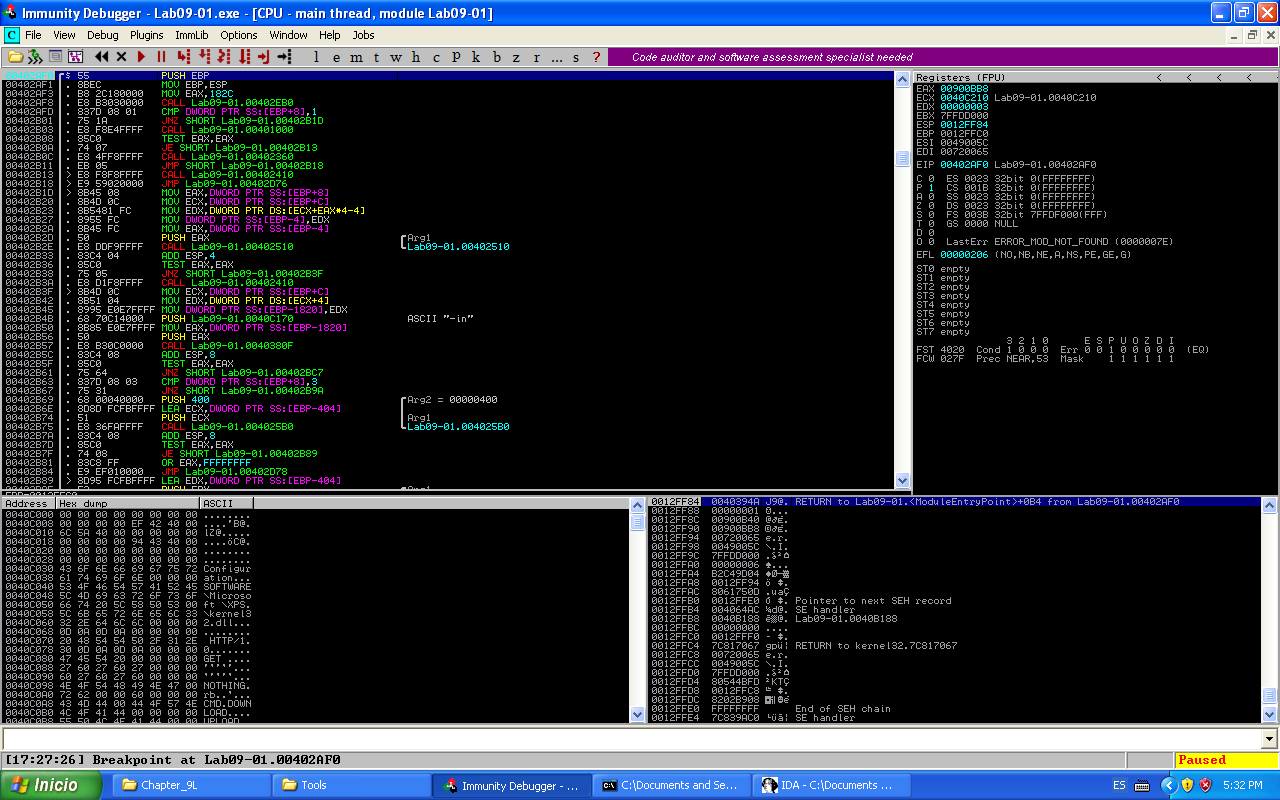 Immunity Debugger - Lab09-01.exe - [CPU - main thread, module Lab09-01]
C File View Debug Plugins ImmLib Options Window Help Jobs
l e m t w h c P k b z r ... s ? Code auditor and software assessment specialist needed
00402AF0 $ 55 PUSH EBP
00402AF1 . 8BEC MOV EBP,ESP
00402AF3 . B8 2C180000 MOV EAX,182C
00402AF8 . E8 B3030000 CALL Lab09-01.00402EB0
00402AFD . 837D 08 01 CMP DWORD PTR SS:[EBP+8],1
00402B01 . 75 1A JNZ SHORT Lab09-01.00402B1D
00402B03 . E8 F8E4FFFF CALL Lab09-01.00401000
00402B08 . 85C0 TEST EAX,EAX
00402B0A . 74 07 JE SHORT Lab09-01.00402B13
00402B0C . E8 4FF8FFFF CALL Lab09-01.00402360
00402B11 . EB 05 JMP SHORT Lab09-01.00402B18
00402B13 > E8 F8F8FFFF CALL Lab09-01.00402410
00402B18 > E9 59020000 JMP Lab09-01.00402D76
00402B1D > 8B45 08 MOV EAX,DWORD PTR SS:[EBP+8]
00402B20 . 8B4D 0C MOV ECX,DWORD PTR SS:[EBP+C]
00402B23 . 8B5481 FC MOV EDX,DWORD PTR DS:[ECX+EAX*4-4]
00402B27 . 8955 FC MOV DWORD PTR SS:[EBP-4],EDX
00402B2A . 8B45 FC MOV EAX,DWORD PTR SS:[EBP-4]
00402B2D . 50 PUSH EAX Arg1
00402B2E . E8 DDF9FFFF CALL Lab09-01.00402510 Lab09-01.00402510
00402B33 . 83C4 04 ADD ESP,4
00402B36 . 85C0 TEST EAX,EAX
00402B38 . 75 05 JNZ SHORT Lab09-01.00402B3F
00402B3A . E8 D1F8FFFF CALL Lab09-01.00402410
00402B3F > 8B4D 0C MOV ECX,DWORD PTR SS:[EBP+C]
00402B42 . 8B51 04 MOV EDX,DWORD PTR DS:[ECX+4]
00402B45 . 8995 E0E7FFFF MOV DWORD PTR SS:[EBP-1820],EDX
00402B4B . 68 70C14000 PUSH Lab09-01.0040C170 ASCII "-in"
00402B50 . 8B85 E0E7FFFF MOV EAX,DWORD PTR SS:[EBP-1820]
00402B56 . 50 PUSH EAX
00402B57 . E8 B30C0000 CALL Lab09-01.0040380F
00402B5C . 83C4 08 ADD ESP,8
00402B5F . 85C0 TEST EAX,EAX
00402B61 . 75 64 JNZ SHORT Lab09-01.00402BC7
00402B63 . 837D 08 03 CMP DWORD PTR SS:[EBP+8],3
00402B67 . 75 31 JNZ SHORT Lab09-01.00402B9A
00402B69 . 68 00040000 PUSH 400 Arg2 = 00000400
00402B6E . 8D8D FCFBFFFF LEA ECX,DWORD PTR SS:[EBP-404]
00402B74 . 51 PUSH ECX Arg1
00402B75 . E8 36FAFFFF CALL Lab09-01.004025B0 Lab09-01.004025B0
00402B7A . 83C4 08 ADD ESP,8
00402B7D . 85C0 TEST EAX,EAX
00402B7F . 74 08 JE SHORT Lab09-01.00402B89
00402B81 . 83C8 FF OR EAX,FFFFFFFF
00402B84 . E9 EF010000 JMP Lab09-01.00402D78
00402B89 > 8D95 FCFBFFFF LEA EDX,DWORD PTR SS:[EBP-404]
Registers (FPU) < < < <
EAX 00900BB8
ECX 0040C210 Lab09-01.0040C210
EDX 00000003
EBX 7FFDD000
ESP 0012FF84
EBP 0012FFC0
ESI 0049005C
EDI 00720065
EIP 00402AF0 Lab09-01.00402AF0
C 0 ES 0023 32bit 0(FFFFFFFF)
P 1 CS 001B 32bit 0(FFFFFFFF)
A 0 SS 0023 32bit 0(FFFFFFFF)
Z 0 DS 0023 32bit 0(FFFFFFFF)
S 0 FS 003B 32bit 7FFDF000(FFF)
T 0 GS 0000 NULL
D 0
O 0 LastErr ERROR_MOD_NOT_FOUND (0000007E)
EFL 00000206 (NO,NB,NE,A,NS,PE,GE,G)
ST0 empty
ST1 empty
ST2 empty
ST3 empty
ST4 empty
ST5 empty
ST6 empty
ST7 empty
3 2 1 0 E S P U O Z D I
FST 4020 Cond 1 0 0 0 Err 0 0 1 0 0 0 0 0 (EQ)
FCW 027F Prec NEAR,53 Mask 1 1 1 1 1 1
Address Hex dump ASCII
0040C000 00 00 00 00 00 00 00 00 ........
0040C008 00 00 00 00 EF 42 40 00
0040C010 6C 5A 40 00 00 00 00 00 lZ@.....
0040C018 00 00 00 00 94 43 40 00 ....öC@.
0040C020 00 00 00 00 00 00 00 00 ........
0040C028 00 00 00 00 00 00 00 00 ........
0040C030 43 6F 6E 66 69 67 75 72 Configur
0040C038 61 74 69 6F 6E 00 00 00 ation...
0040C040 53 4F 46 54 57 41 52 45 SOFTWARE
0040C048 5C 4D 69 63 72 6F 73 6F \Microso
0040C050 66 74 20 5C 58 50 53 00 ft \XPS.
0040C058 5C 6B 65 72 6E 65 6C 33 \kernel3
0040C060 32 2E 64 6C 6C 00 00 00 2.dll...
0040C068 0D 0A 0D 0A 00 00 00 00 ........
0040C070 20 48 54 54 50 2F 31 2E HTTP/1.
0040C078 30 0D 0A 0D 0A 00 00 00 0.......
0040C080 47 45 54 20 00 00 00 00 GET ....
0040C088 27 60 27 60 27 00 00 00 '`'`'...
0040C090 60 27 60 27 60 00 00 00 `'`'`...
0040C098 4E 4F 54 48 49 4E 47 00 NOTHING.
0040C0A0 72 62 00 00 60 00 00 00 rb..`...
0040C0A8 43 4D 44 00 44 4F 57 4E CMD.DOWN
0040C0B0 4C 4F 41 44 00 00 00 00 LOAD....
0012FF84 0040394A J9@. RETURN to Lab09-01.<ModuleEntryPoint>+0B4 from Lab09-01.00402AF0
0012FF88 00000001
0012FF8C 00900B40
0012FF90 00900BB8
0012FF94 00720065 e.r.
0012FF98 0049005C \.I.
0012FF9C 7FFDD000
0012FFA0 00000006
0012FFA4 B2C49D04
0012FFA8 0012FF94
0012FFAC 8061750D
0012FFB0 0012FFE0 Pointer to next SEH record
0012FFB4 004064AC SE handler
0012FFB8 0040B188 Lab09-01.0040B188
0012FFBC 00000000 ....
0012FFC0 0012FFF0
0012FFC4 7C817067 RETURN to kernel32.7C817067
0012FFC8 00720065 e.r.
0012FFCC 0049005C \.I.
0012FFD0 7FFDD000
0012FFD4 80544BFD
0012FFD8 0012FFC8
0012FFDC 8202B908
0012FFE0 FFFFFFFF End of SEH chain
0012FFE4 7C839AC0 SE handler
[17:27:26] Breakpoint at Lab09-01.00402AF0 Paused
Inicio Chapter_9L Tools Immunity Debugger - ... C:\Documents and Se... IDA - C:\Documents ... ES 5:32 PM